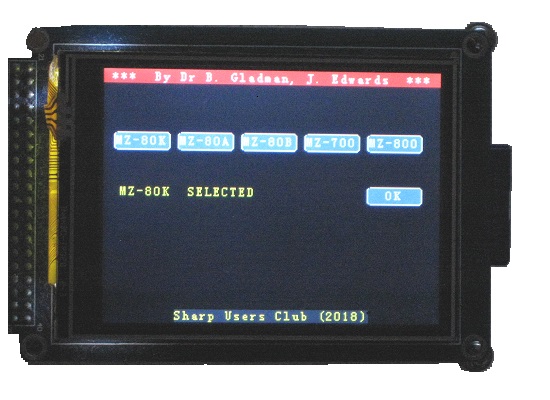 *** By Dr B. Gladman, J. Edwards ***
MZ-80K MZ-80A MZ-80B MZ-700 MZ-800
MZ-80K SELECTED OK
Sharp Users Club (2018)